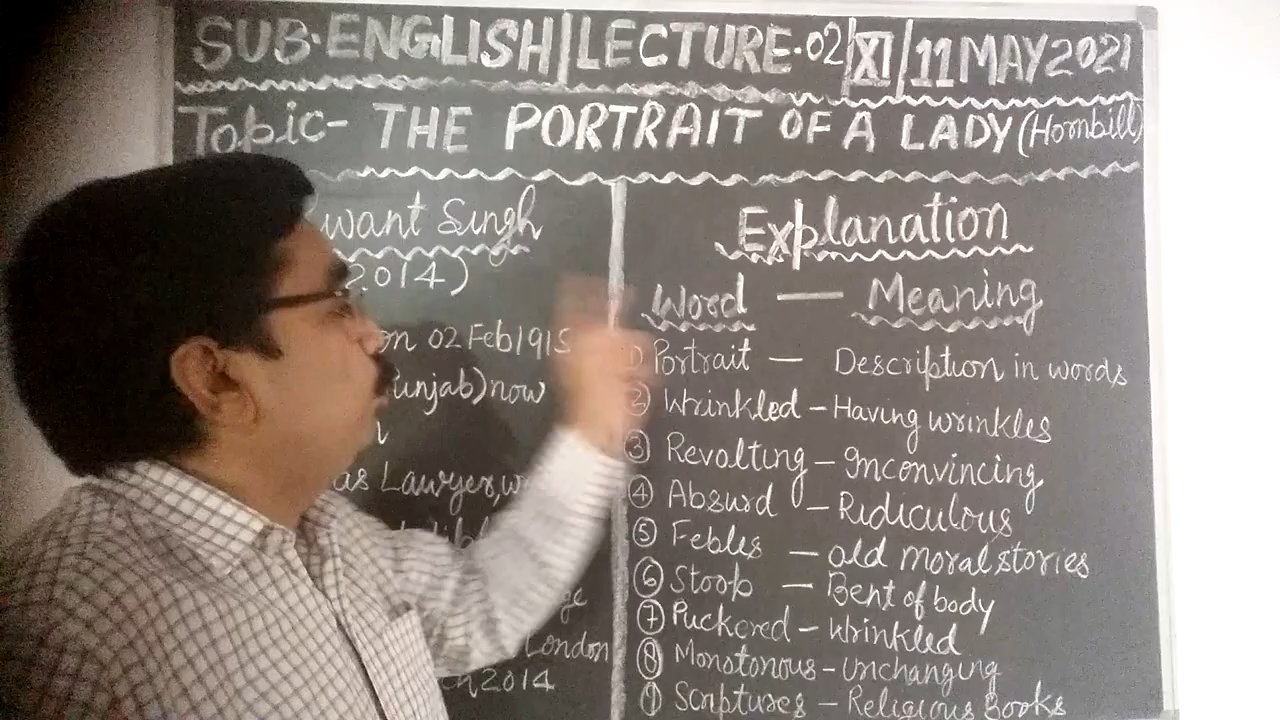 SUB·ENGLISH|LECTURE·02|XI|11 MAY 2021
Topic- THE PORTRAIT OF A LADY (Hornbill)
want Singh
2014)
on 02 Feb 1915
unjab) now
as Lawyer,
London
2014
Explanation
Word — Meaning
① Portrait — Description in words
② Wrinkled – Having wrinkles
③ Revolting – Inconvincing
④ Absurd – Ridiculous
⑤ Febles — old moral stories
⑥ Stoop — Bent of body
⑦ Puckered – Wrinkled
⑧ Monotonous – Unchanging
⑨ Scriptures – Religious Books